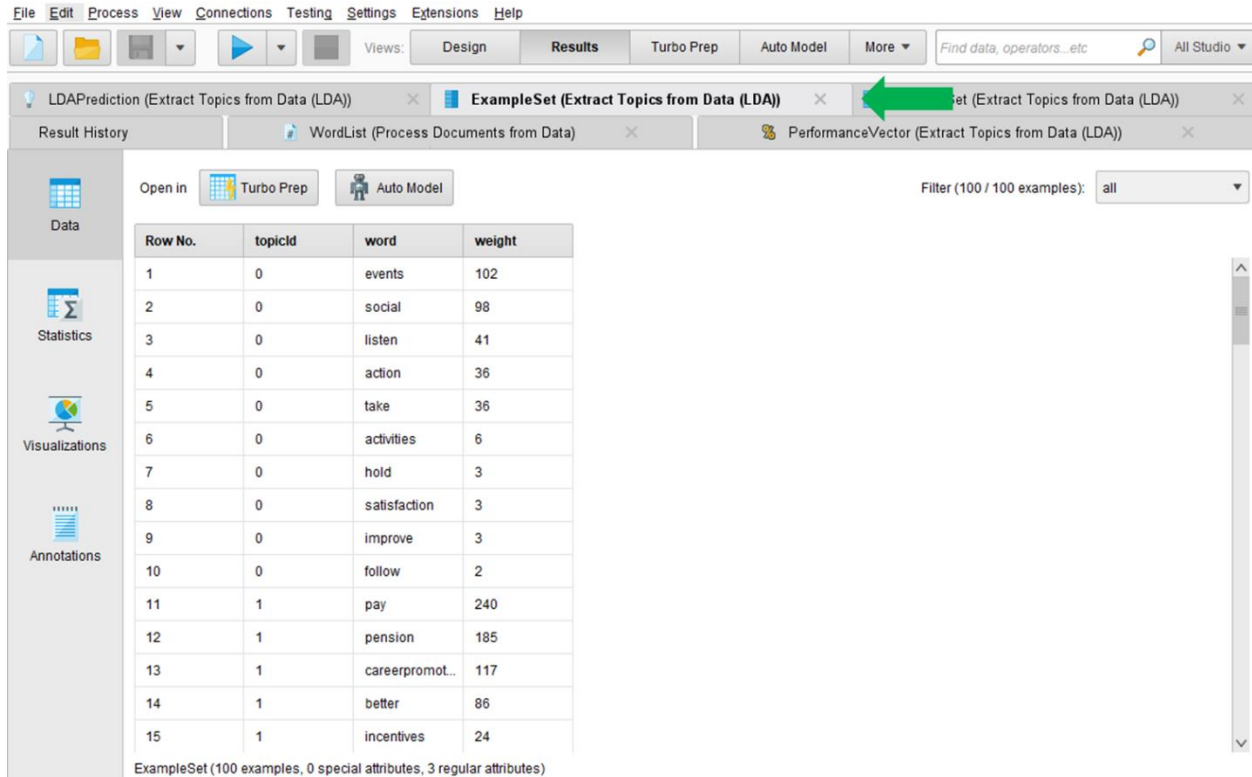 File Edit Process View Connections Testing Settings Extensions Help
Views: Design Results Turbo Prep Auto Model More Find data, operators...etc All Studio
LDAPrediction (Extract Topics from Data (LDA)) ExampleSet (Extract Topics from Data (LDA)) Set (Extract Topics from Data (LDA))
Result History WordList (Process Documents from Data) PerformanceVector (Extract Topics from Data (LDA))
Open in Turbo Prep Auto Model Filter (100 / 100 examples): all
Data
Statistics
Visualizations
Annotations
Row No. topicId word weight
1 0 events 102
2 0 social 98
3 0 listen 41
4 0 action 36
5 0 take 36
6 0 activities 6
7 0 hold 3
8 0 satisfaction 3
9 0 improve 3
10 0 follow 2
11 1 pay 240
12 1 pension 185
13 1 careerpromot... 117
14 1 better 86
15 1 incentives 24
ExampleSet (100 examples, 0 special attributes, 3 regular attributes)